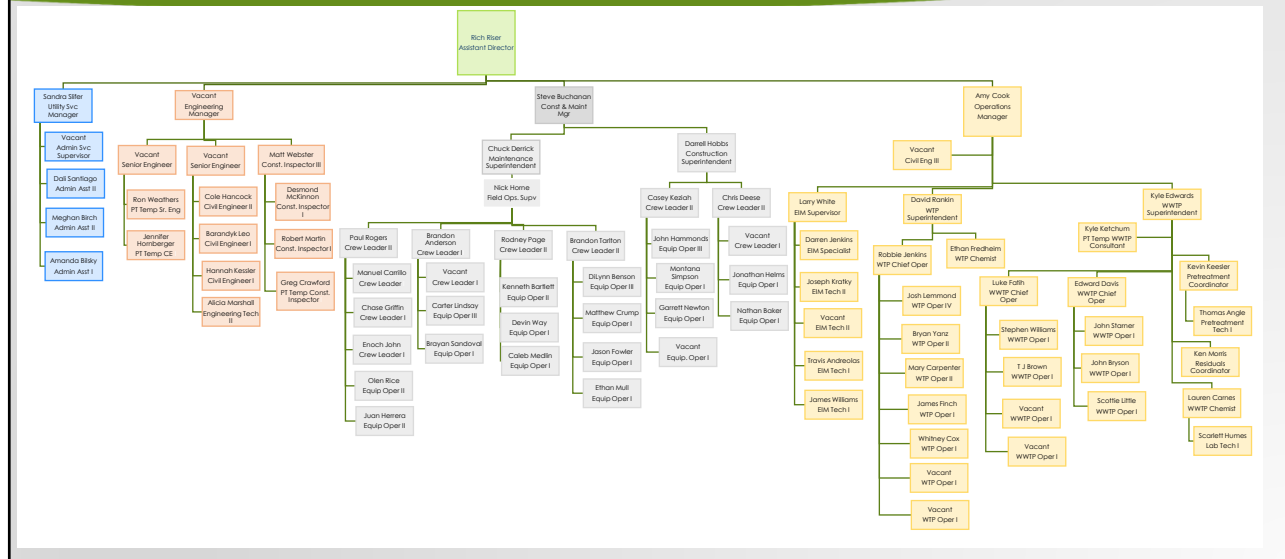 Rich Riser
Assistant Director
Sandra Slifer
Utility Svc
Manager
Vacant
Admin Svc
Supervisor
Dali Santiago
Admin Asst II
Meghan Birch
Admin Asst II
Amanda Bilsky
Admin Asst I
Vacant
Engineering
Manager
Vacant
Senior Engineer
Ron Weathers
PT Temp Sr. Eng
Jennifer
Hornberger
PT Temp CE
Vacant
Senior Engineer
Cole Hancock
Civil Engineer II
Barandyk Leo
Civil Engineer I
Hannah Kessler
Civil Engineer I
Alicia Marshall
Engineering Tech
II
Matt Webster
Const. Inspector III
Desmond
McKinnon
Const. Inspector
I
Robert Martin
Const. Inspector I
Greg Crawford
PT Temp Const.
Inspector
Steve Buchanan
Const & Maint
Mgr
Chuck Derrick
Maintenance
Superintendent
Nick Horne
Field Ops. Supv
Paul Rogers
Crew Leader II
Manuel Carrillo
Crew Leader
Chase Griffin
Crew Leader I
Enoch John
Crew Leader I
Olen Rice
Equip Oper II
Juan Herrera
Equip Oper II
Brandon
Anderson
Crew Leader I
Vacant
Crew Leader I
Carter Lindsay
Equip Oper III
Brayan Sandoval
Equip Oper I
Rodney Page
Crew Leader II
Kenneth Bartlett
Equip Oper II
Devin Way
Equip Oper I
Caleb Medlin
Equip Oper I
Brandon Tarlton
Crew Leader II
DiLynn Benson
Equip Oper III
Matthew Crump
Equip Oper I
Jason Fowler
Equip Oper I
Ethan Mull
Equip Oper I
Darrell Hobbs
Construction
Superintendent
Casey Keziah
Crew Leader II
John Hammonds
Equip Oper III
Montana
Simpson
Equip Oper I
Garrett Newton
Equip Oper I
Vacant
Equip. Oper I
Chris Deese
Crew Leader II
Vacant
Crew Leader I
Jonathan Helms
Equip Oper I
Nathan Baker
Equip Oper I
Amy Cook
Operations
Manager
Vacant
Civil Eng III
Larry White
EIM Supervisor
Darren Jenkins
EIM Specialist
Joseph Kratky
EIM Tech II
Vacant
EIM Tech II
Travis Andreolas
EIM Tech I
James Williams
EIM Tech I
David Rankin
WTP
Superintendent
Robbie Jenkins
WTP Chief Oper
Josh Lemmond
WTP Oper IV
Bryan Yanz
WTP Oper II
Mary Carpenter
WTP Oper II
James Finch
WTP Oper I
Whitney Cox
WTP Oper I
Vacant
WTP Oper I
Vacant
WTP Oper I
Ethan Fredheim
WTP Chemist
Kyle Edwards
WWTP
Superintendent
Kyle Ketchum
PT Temp WWTP
Consultant
Luke Fatih
WWTP Chief
Oper
Stephen Williams
WWTP Oper I
T J Brown
WWTP Oper I
Vacant
WWTP Oper I
Vacant
WWTP Oper I
Edward Davis
WWTP Chief
Oper
John Starner
WWTP Oper I
John Bryson
WWTP Oper I
Scottie Little
WWTP Oper I
Kevin Keesler
Pretreatment
Coordinator
Thomas Angle
Pretreatment
Tech I
Ken Morris
Residuals
Coordinator
Lauren Carnes
WWTP Chemist
Scarlett Humes
Lab Tech I